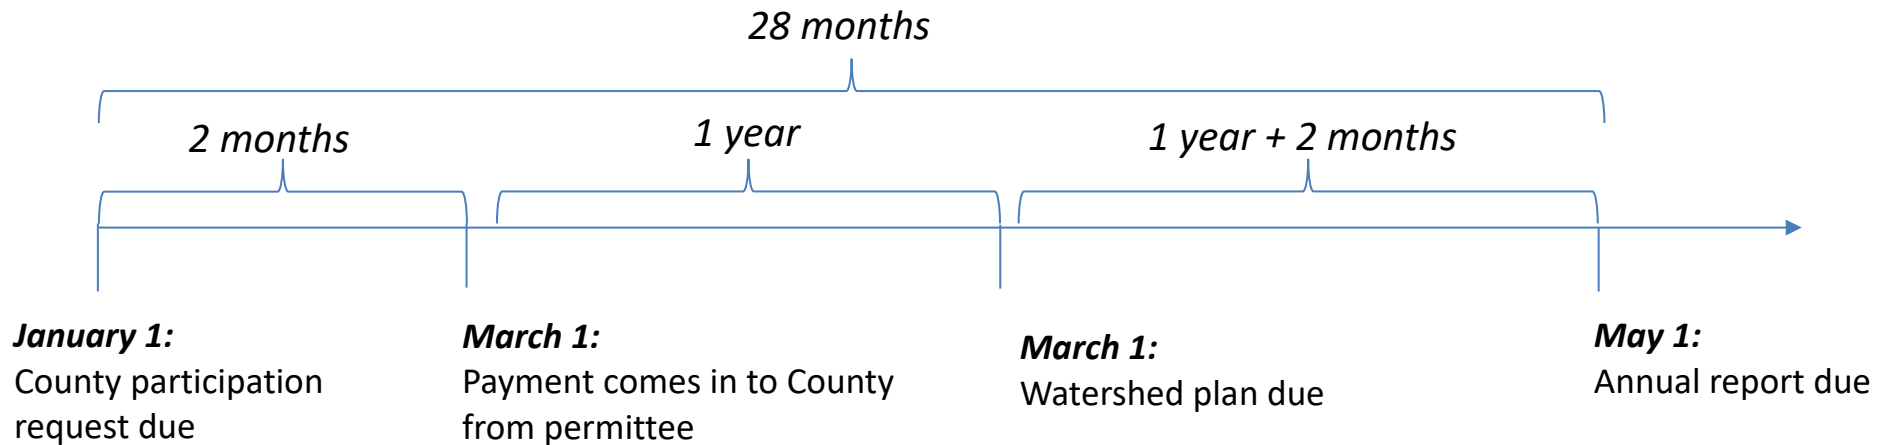 28 months
2 months
1 year
1 year + 2 months
January 1:
County participation
request due
March 1:
Payment comes in to County
from permittee
March 1:
Watershed plan due
May 1:
Annual report due